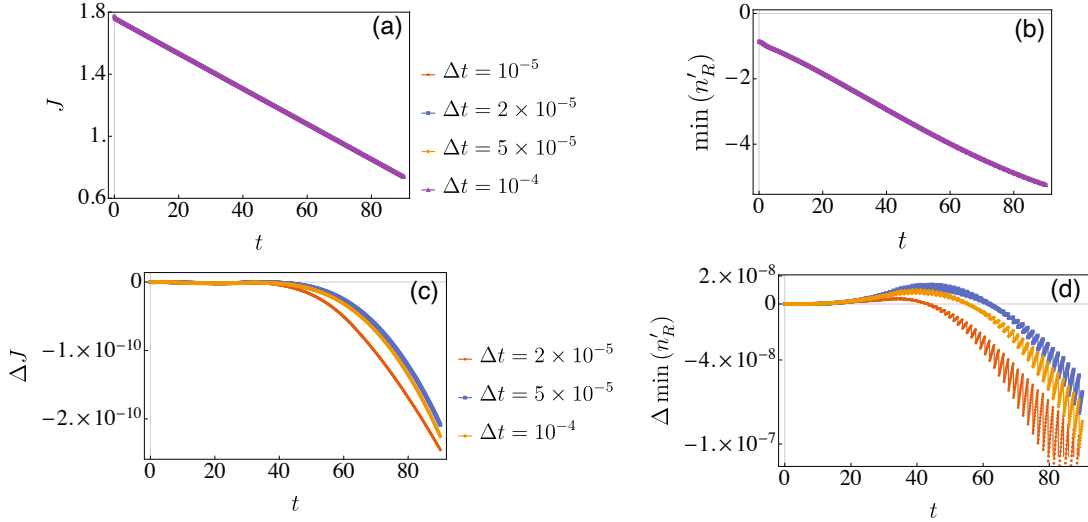 (a)
1.8
1.4
1.
0.6
J
0 20 40 60 80
t
Δt = 10⁻⁵
Δt = 2 × 10⁻⁵
Δt = 5 × 10⁻⁵
Δt = 10⁻⁴
(b)
0
−2
−4
min (n′_R)
0 20 40 60 80
t
(c)
0
−1.×10⁻¹⁰
−2.×10⁻¹⁰
ΔJ
0 20 40 60 80
t
Δt = 2 × 10⁻⁵
Δt = 5 × 10⁻⁵
Δt = 10⁻⁴
(d)
2.×10⁻⁸
0
−4.×10⁻⁸
−1.×10⁻⁷
Δ min (n′_R)
0 20 40 60 80
t